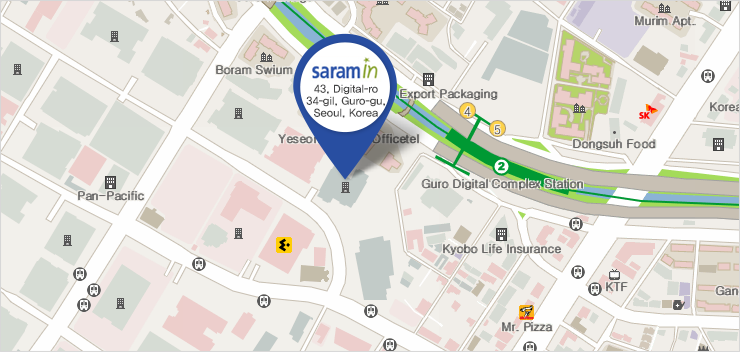 Murim Apt.
Boram Swium
saramin
43, Digital-ro
34-gil, Guro-gu,
Seoul, Korea
Export Packaging
4
5
Korea
SK
Dongsuh Food
Yeseo
Officetel
2
Guro Digital Complex Station
Pan-Pacific
Kyobo Life Insurance
KTF
Gan
Mr. Pizza